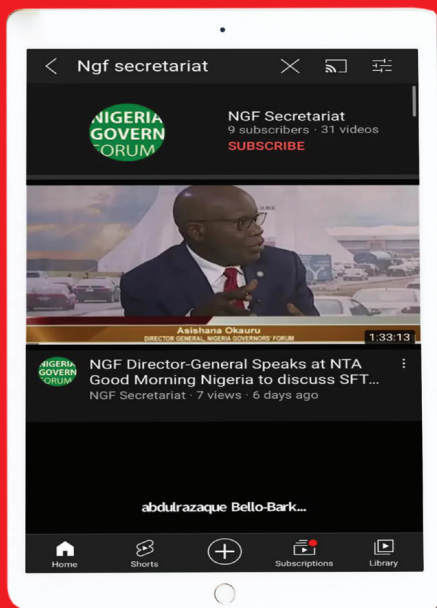 Ngf secretariat
NIGERIA
GOVERN
FORUM
NGF Secretariat
9 subscribers · 31 videos
SUBSCRIBE
Asishana Okauru
DIRECTOR GENERAL, NIGERIA GOVERNORS' FORUM
1:33:13
NIGERIA
GOVERN
FORUM
NGF Director-General Speaks at NTA
Good Morning Nigeria to discuss SFT...
NGF Secretariat · 7 views · 6 days ago
abdulrazaque Bello-Bark...
Home
Shorts
Subscriptions
Library